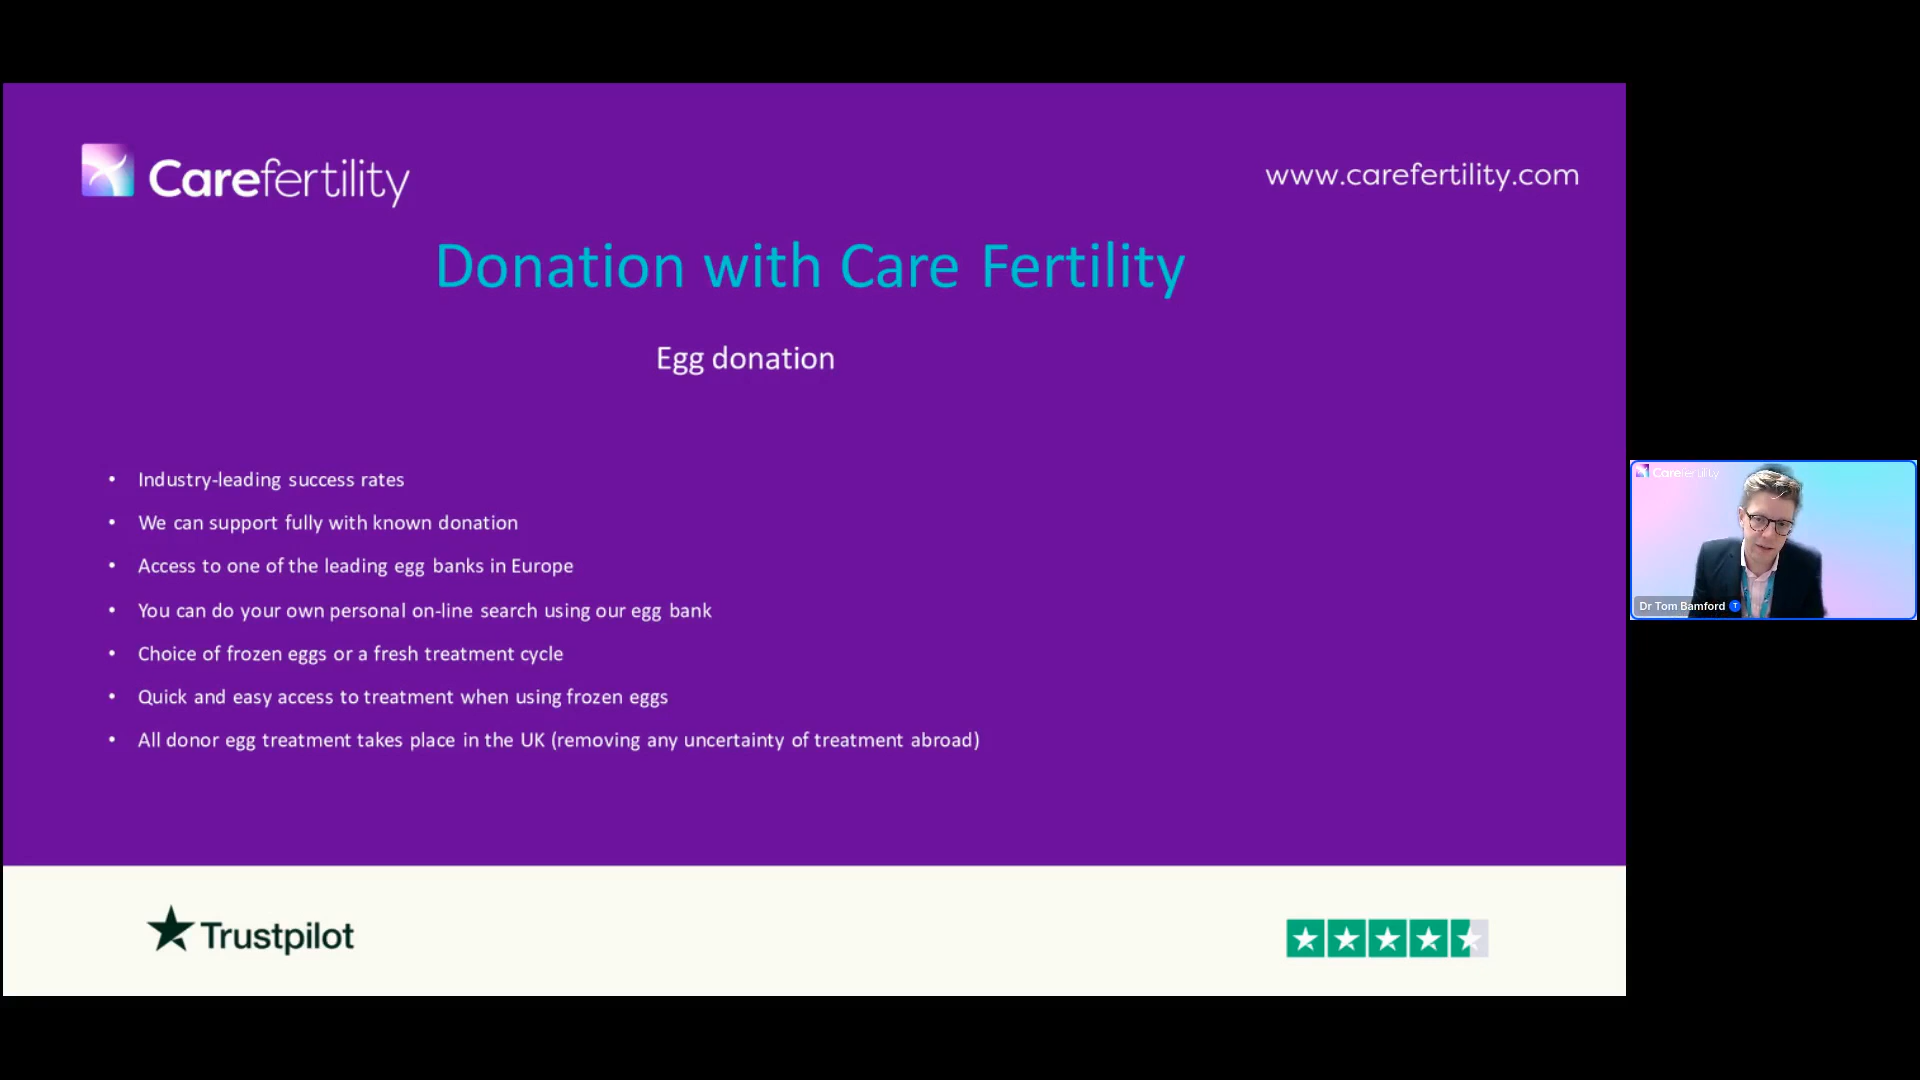 Carefertility
www.carefertility.com
Donation with Care Fertility
Egg donation
• Industry-leading success rates
• We can support fully with known donation
• Access to one of the leading egg banks in Europe
• You can do your own personal on-line search using our egg bank
• Choice of frozen eggs or a fresh treatment cycle
• Quick and easy access to treatment when using frozen eggs
• All donor egg treatment takes place in the UK (removing any uncertainty of treatment abroad)
Carefertility
Dr Tom Bamford T
Trustpilot